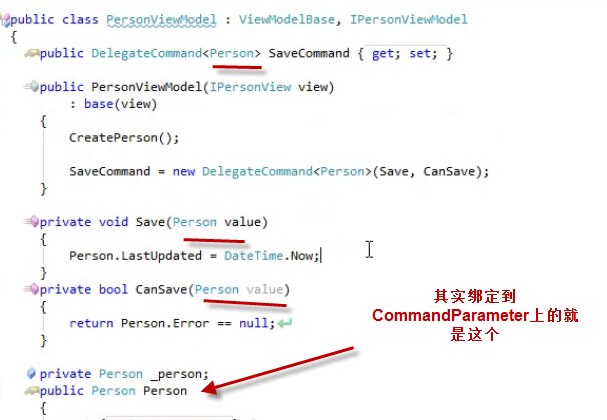 public class PersonViewModel : ViewModelBase, IPersonViewModel
{
public DelegateCommand<Person> SaveCommand { get; set; }
public PersonViewModel(IPersonView view)
: base(view)
{
CreatePerson();
SaveCommand = new DelegateCommand<Person>(Save, CanSave);
}
private void Save(Person value)
{
Person.LastUpdated = DateTime.Now;
}
private bool CanSave(Person value)
{
return Person.Error == null;
}
其实绑定到
CommandParameter上的就
是这个
private Person _person;
public Person Person
{